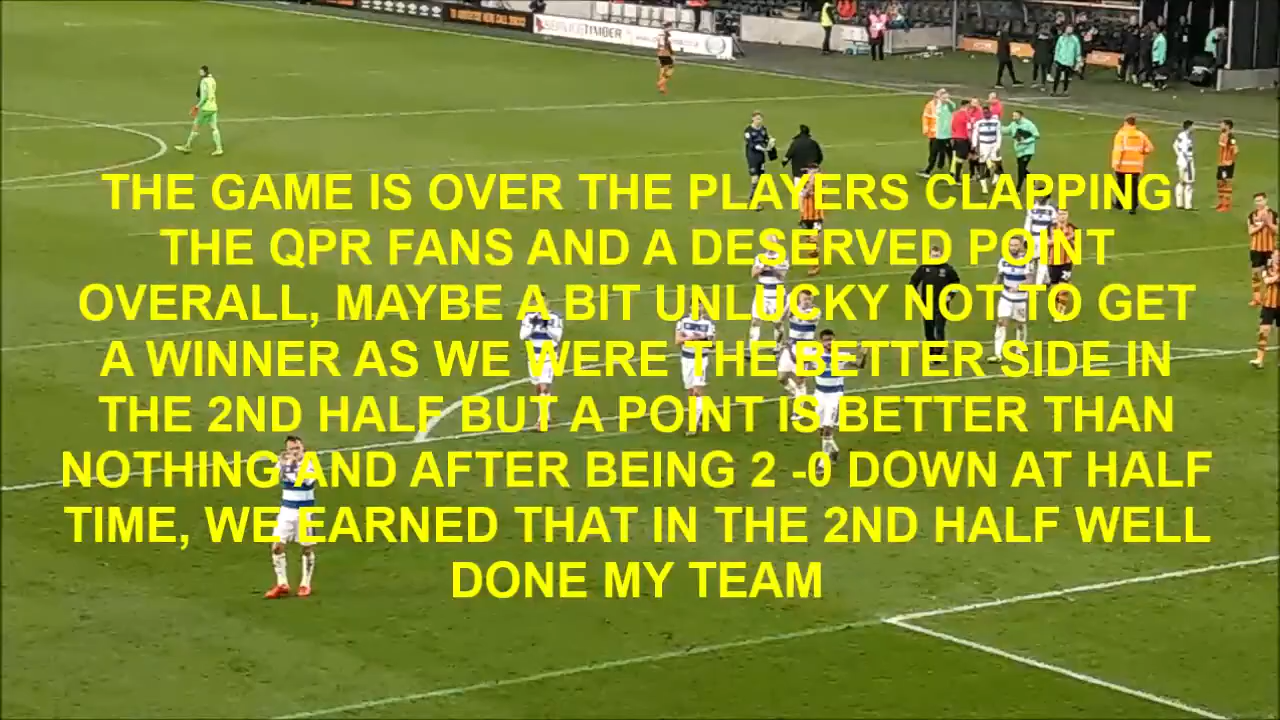 SERVICETIMBER
THE GAME IS OVER THE PLAYERS CLAPPING
THE QPR FANS AND A DESERVED POINT
OVERALL, MAYBE A BIT UNLUCKY NOT TO GET
A WINNER AS WE WERE THE BETTER SIDE IN
THE 2ND HALF BUT A POINT IS BETTER THAN
NOTHING AND AFTER BEING 2 -0 DOWN AT HALF
TIME, WE EARNED THAT IN THE 2ND HALF WELL
DONE MY TEAM